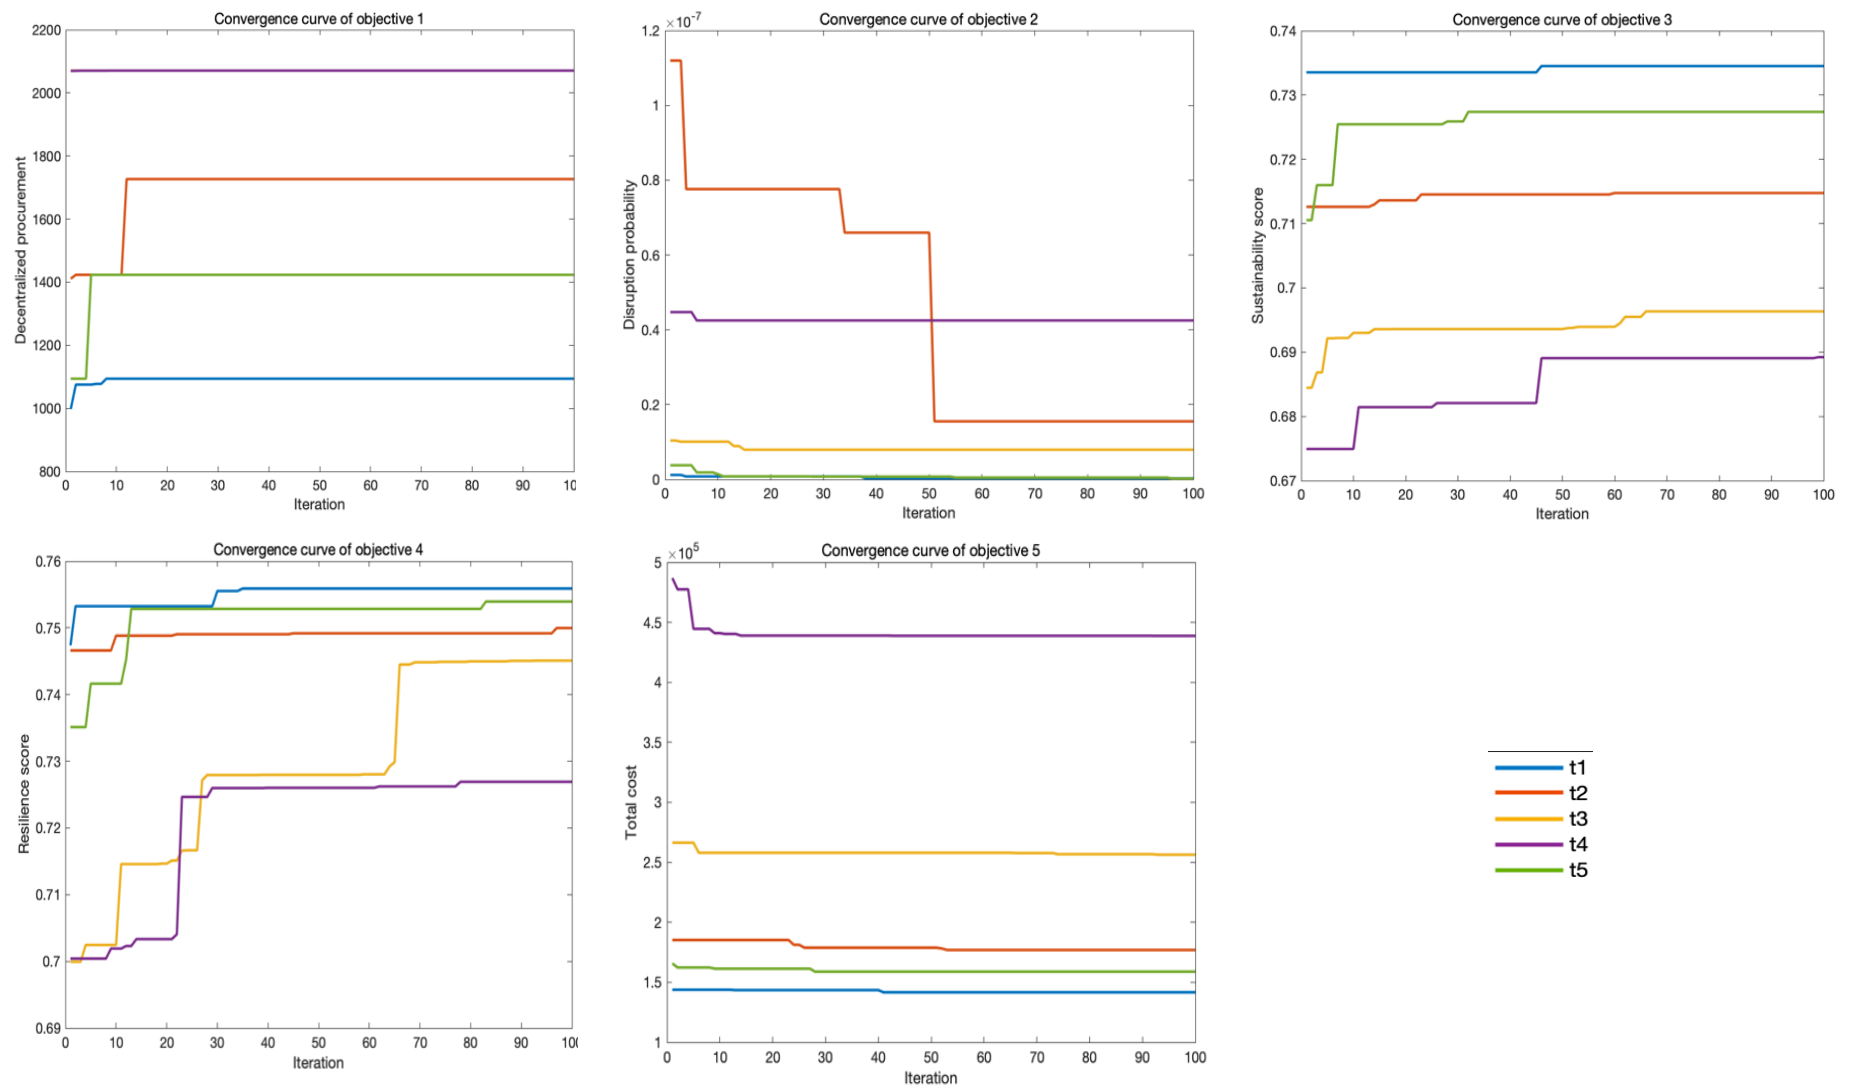 Convergence curve of objective 1
2200
2000
1800
1600
1400
1200
1000
800
Decentralized procurement
0 10 20 30 40 50 60 70 80 90 10
Iteration
Convergence curve of objective 2
×10^-7
1.2
1
0.8
0.6
0.4
0.2
0
Disruption probability
0 10 20 30 40 50 60 70 80 90 100
Iteration
Convergence curve of objective 3
0.74
0.73
0.72
0.71
0.7
0.69
0.68
0.67
Sustainability score
0 10 20 30 40 50 60 70 80 90 100
Iteration
Convergence curve of objective 4
0.76
0.75
0.74
0.73
0.72
0.71
0.7
0.69
Resilience score
0 10 20 30 40 50 60 70 80 90 10
Iteration
Convergence curve of objective 5
×10^5
5
4.5
4
3.5
3
2.5
2
1.5
1
Total cost
0 10 20 30 40 50 60 70 80 90 100
Iteration
t1
t2
t3
t4
t5